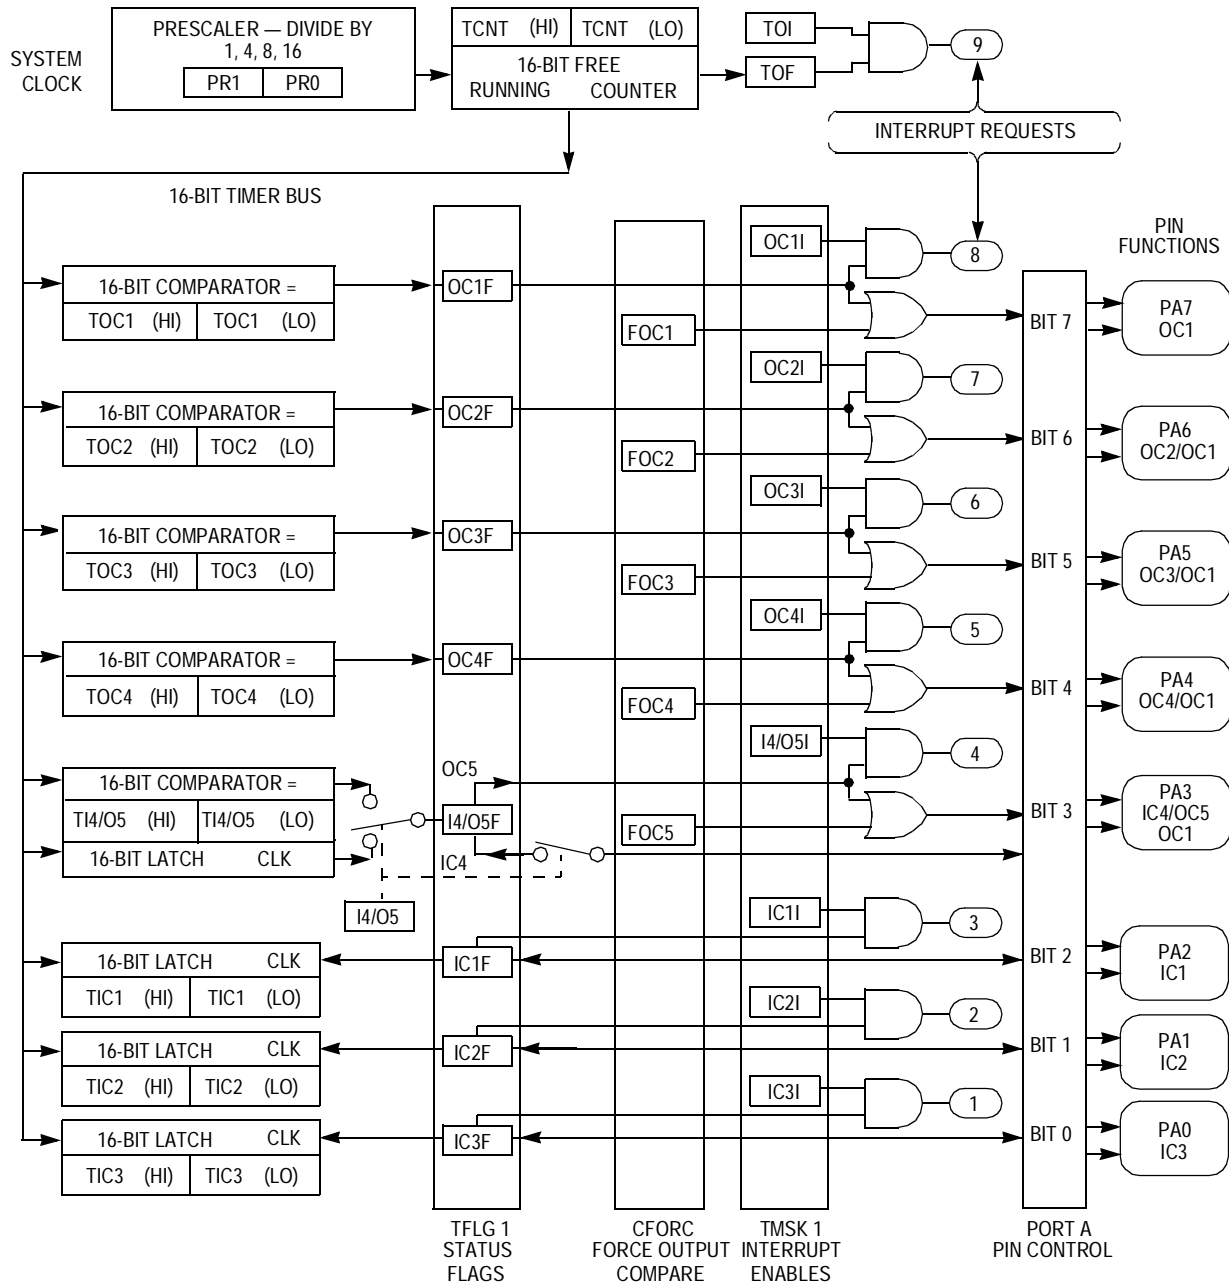 SYSTEM
CLOCK
PRESCALER — DIVIDE BY
1, 4, 8, 16
PR1 PR0
TCNT (HI) TCNT (LO)
16-BIT FREE
RUNNING COUNTER
TOI
TOF
9
INTERRUPT REQUESTS
16-BIT TIMER BUS
PIN
FUNCTIONS
OC1I
8
16-BIT COMPARATOR =
TOC1 (HI) TOC1 (LO)
OC1F
FOC1
BIT 7
PA7
OC1
OC2I
7
16-BIT COMPARATOR =
TOC2 (HI) TOC2 (LO)
OC2F
FOC2
BIT 6
PA6
OC2/OC1
OC3I
6
16-BIT COMPARATOR =
TOC3 (HI) TOC3 (LO)
OC3F
FOC3
BIT 5
PA5
OC3/OC1
OC4I
5
16-BIT COMPARATOR =
TOC4 (HI) TOC4 (LO)
OC4F
FOC4
BIT 4
PA4
OC4/OC1
I4/O5I
4
16-BIT COMPARATOR =
TI4/O5 (HI) TI4/O5 (LO)
16-BIT LATCH CLK
OC5
I4/O5F
IC4
FOC5
BIT 3
PA3
IC4/OC5
OC1
I4/O5
IC1I
3
16-BIT LATCH CLK
TIC1 (HI) TIC1 (LO)
IC1F
BIT 2
PA2
IC1
IC2I
2
16-BIT LATCH CLK
TIC2 (HI) TIC2 (LO)
IC2F
BIT 1
PA1
IC2
IC3I
1
16-BIT LATCH CLK
TIC3 (HI) TIC3 (LO)
IC3F
BIT 0
PA0
IC3
TFLG 1
STATUS
FLAGS
CFORC
FORCE OUTPUT
COMPARE
TMSK 1
INTERRUPT
ENABLES
PORT A
PIN CONTROL